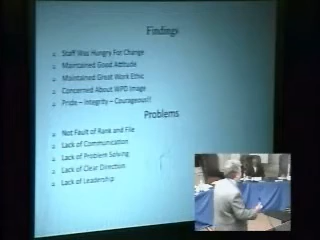 Findings
Staff Was Hungry For Change
Maintained Good Attitude
Maintained Great Work Ethic
Concerned About WPD Image
Pride – Integrity – Courageous!!
Problems
Not Fault of Rank and File
Lack of Communication
Lack of Problem Solving
Lack of Clear Direction
Lack of Leadership